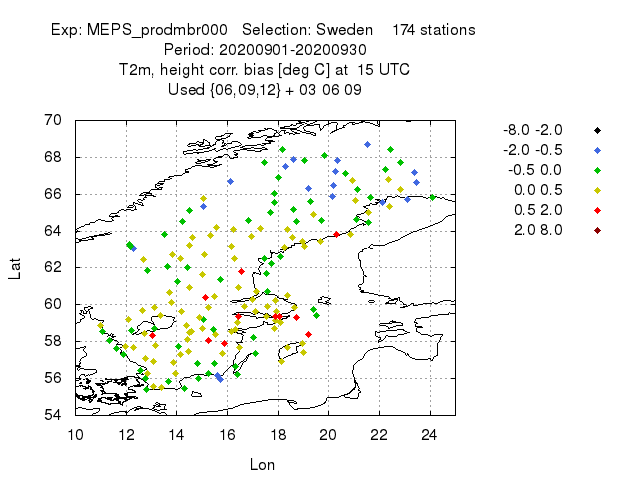 Exp: MEPS_prodmbr000 Selection: Sweden 174 stations
Period: 20200901-20200930
T2m, height corr. bias [deg C] at 15 UTC
Used {06,09,12} + 03 06 09
70
68
66
64
62
60
58
56
54
Lat
10 12 14 16 18 20 22 24
Lon
-8.0 -2.0
-2.0 -0.5
-0.5 0.0
0.0 0.5
0.5 2.0
2.0 8.0